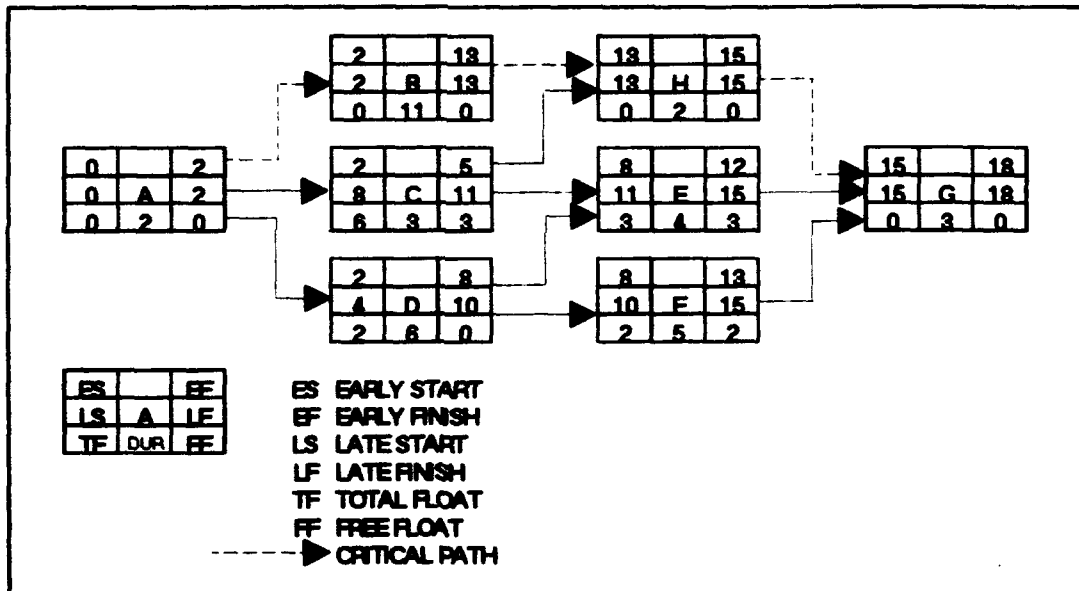 2 13
2 B 13
0 11 0
13 15
13 H 15
0 2 0
0 2
0 A 2
0 2 0
2 5
8 C 11
6 3 3
8 12
11 E 15
3 4 3
15 18
15 G 18
0 3 0
2 8
4 D 10
2 6 0
8 13
10 F 15
2 5 2
ES EF
LS A LF
TF DUR FF
ES EARLY START
EF EARLY FINISH
LS LATE START
LF LATE FINISH
TF TOTAL FLOAT
FF FREE FLOAT
CRITICAL PATH